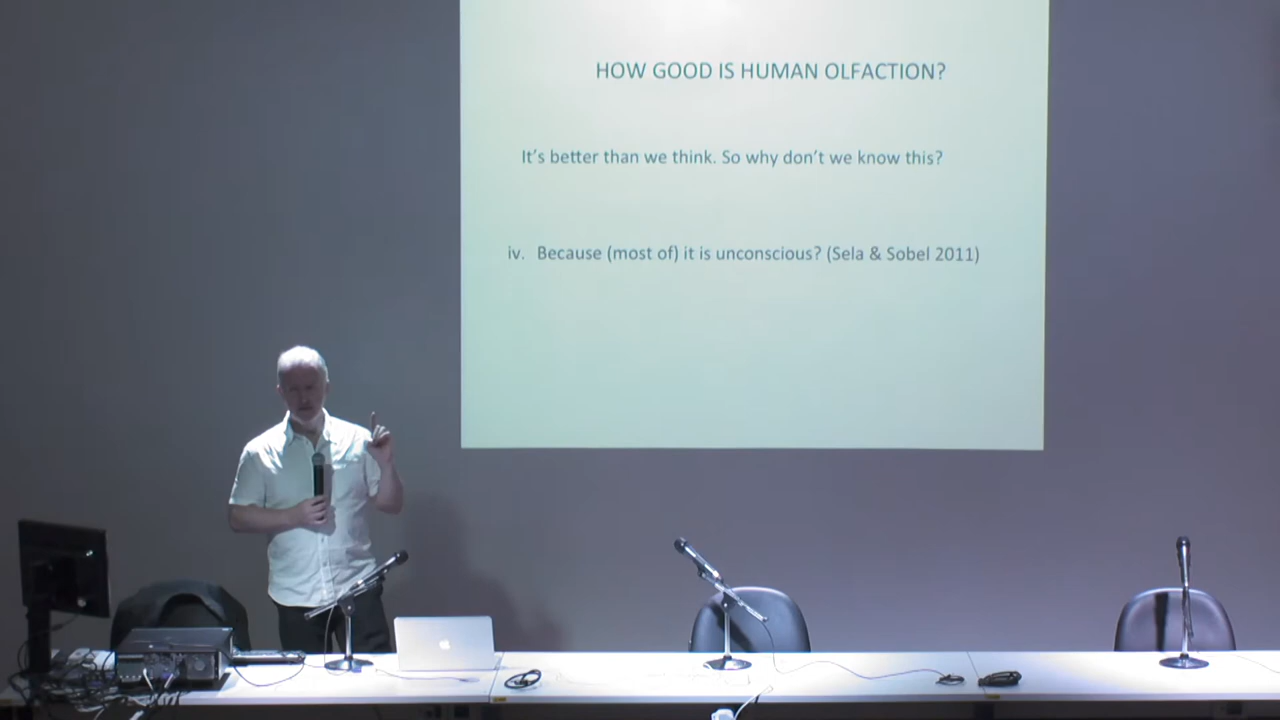 HOW GOOD IS HUMAN OLFACTION?
It's better than we think. So why don't we know this?
iv. Because (most of) it is unconscious? (Sela & Sobel 2011)